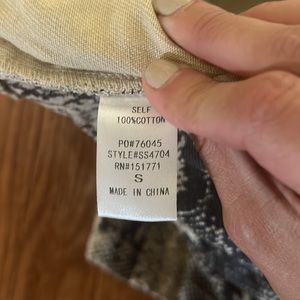 SELF
100%COTTON
PO#76045
STYLE#SS4704
RN#151771
S
MADE IN CHINA